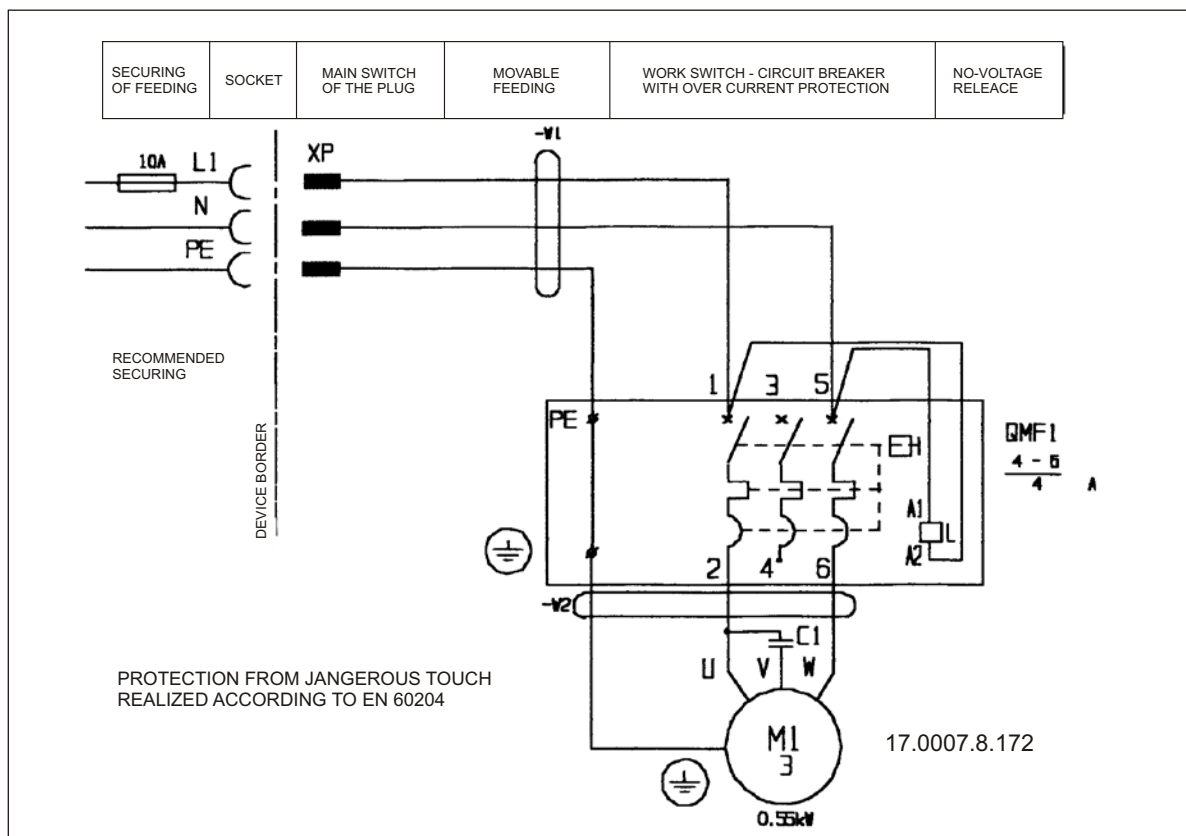 SECURING
OF FEEDING
SOCKET
MAIN SWITCH
OF THE PLUG
MOVABLE
FEEDING
WORK SWITCH - CIRCUIT BREAKER
WITH OVER CURRENT PROTECTION
NO-VOLTAGE
RELEACE
-W1
10A
L1
XP
N
PE
RECOMMENDED
SECURING
DEVICE BORDER
1
3
5
PE
QMF1
4 - 6
4
A
A1
L
A2
2
4
6
-W2
C1
U
V
W
PROTECTION FROM JANGEROUS TOUCH
REALIZED ACCORDING TO EN 60204
M1
3
17.0007.8.172
0.55kW